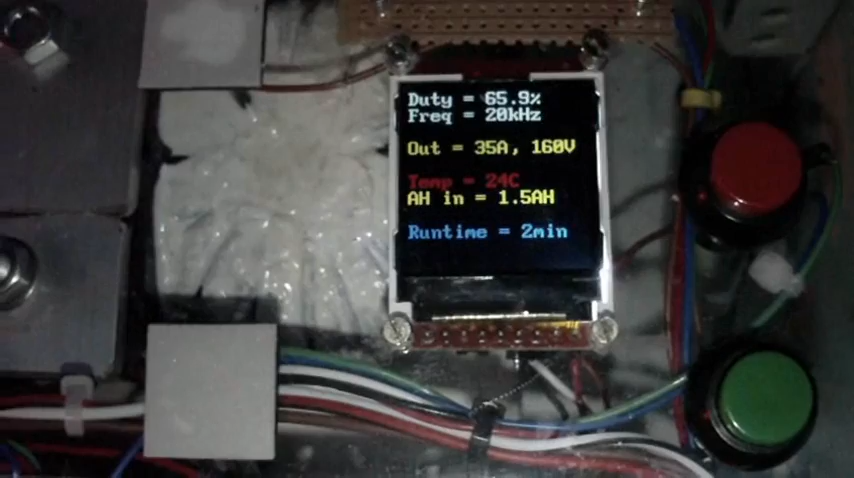 Duty = 65.9%
Freq = 20kHz
Out = 35A, 160V
Temp = 24C
AH in = 1.5AH
Runtime = 2min